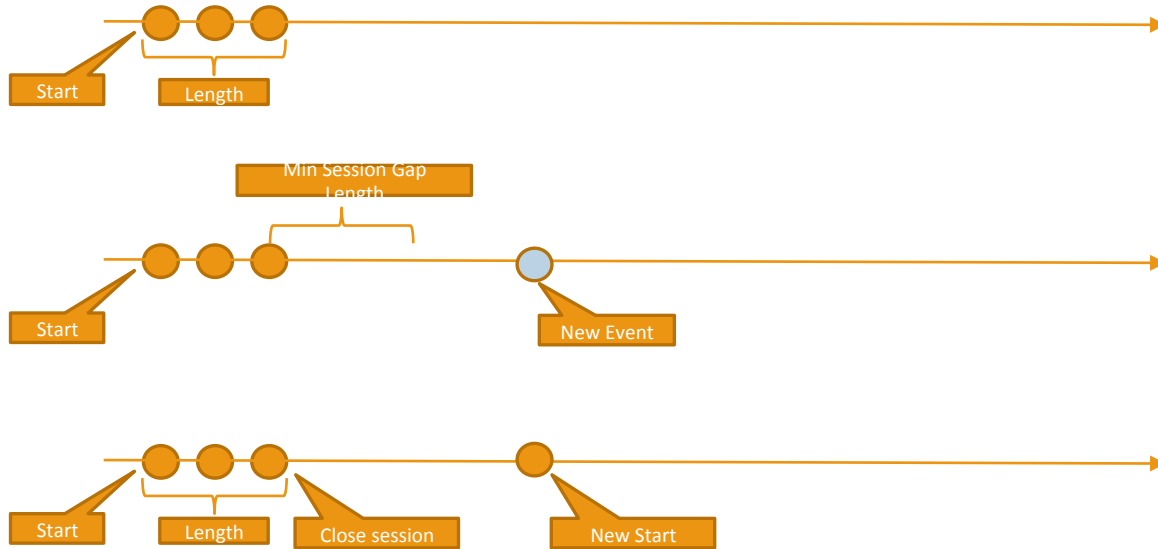 Start
Length
Min Session Gap
Length
Start
New Event
Start
Length
Close session
New Start